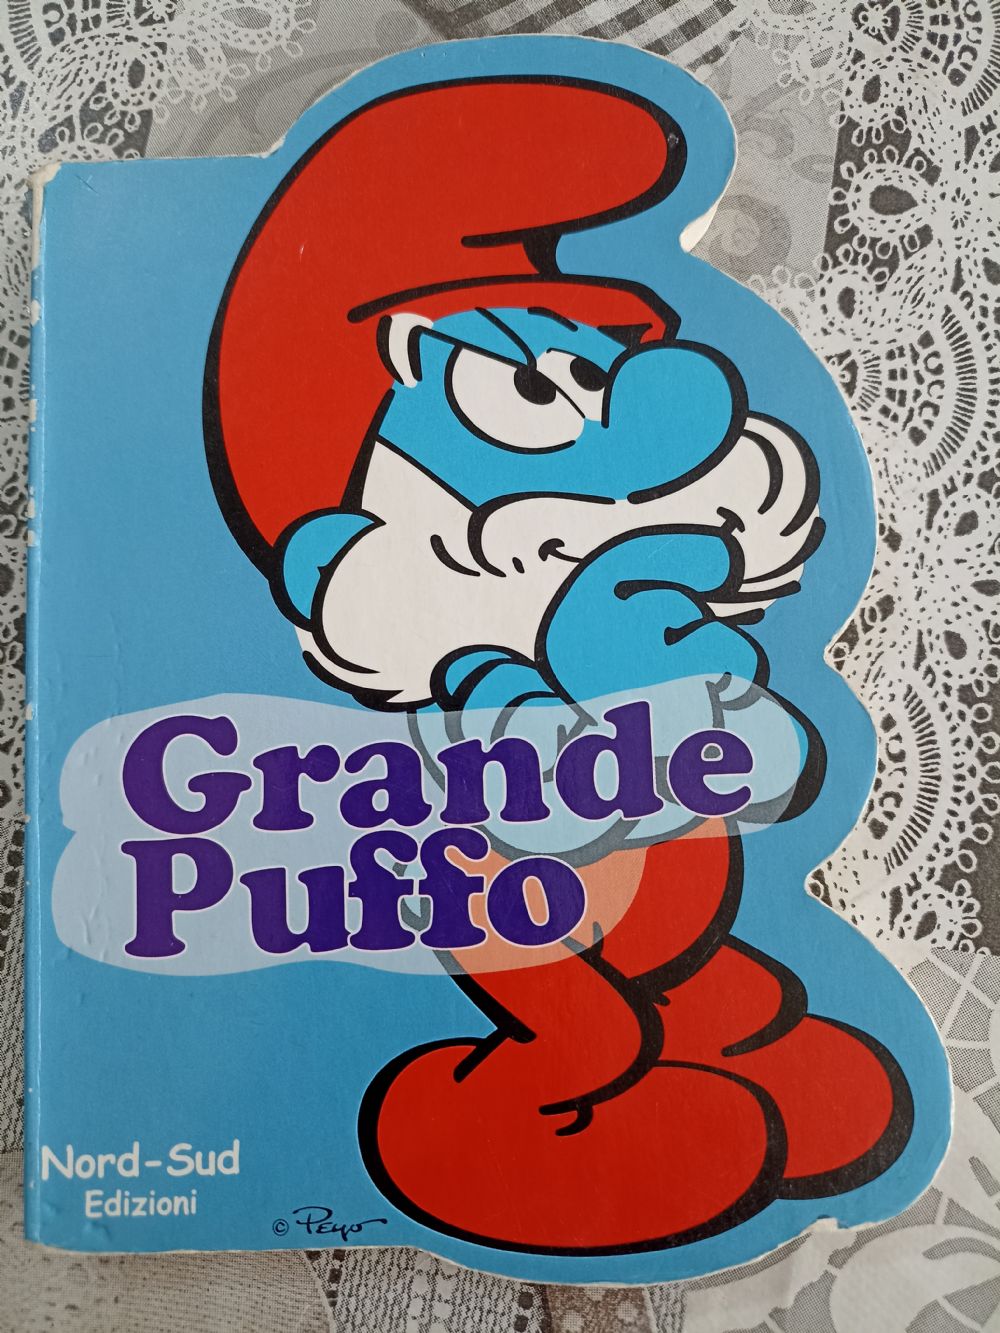 Grande
Puffo
Nord-Sud
Edizioni
© Peyo